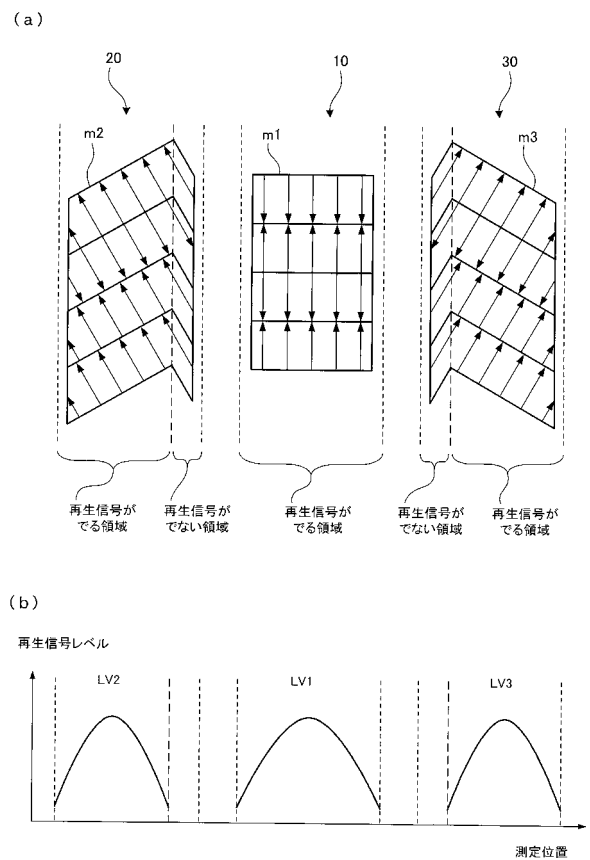 (a)
20
10
30
m2
m1
m3
再生信号が
でる領域
再生信号が
でない領域
再生信号が
でる領域
再生信号が
でない領域
再生信号が
でる領域
(b)
再生信号レベル
LV2
LV1
LV3
測定位置